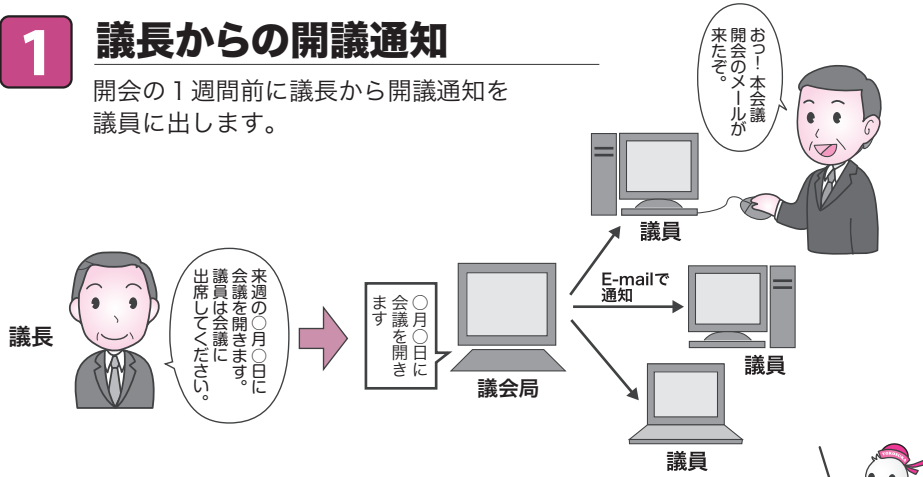 1
議長からの開議通知
開会の１週間前に議長から開議通知を
議員に出します。
おっ！本会議
開会のメールが
来たぞ。
議員
議長
来週の○月○日に
会議を開きます。
議員は会議に
出席してください。
○月○日に
会議を開き
ます
議会局
E-mailで
通知
議員
議員